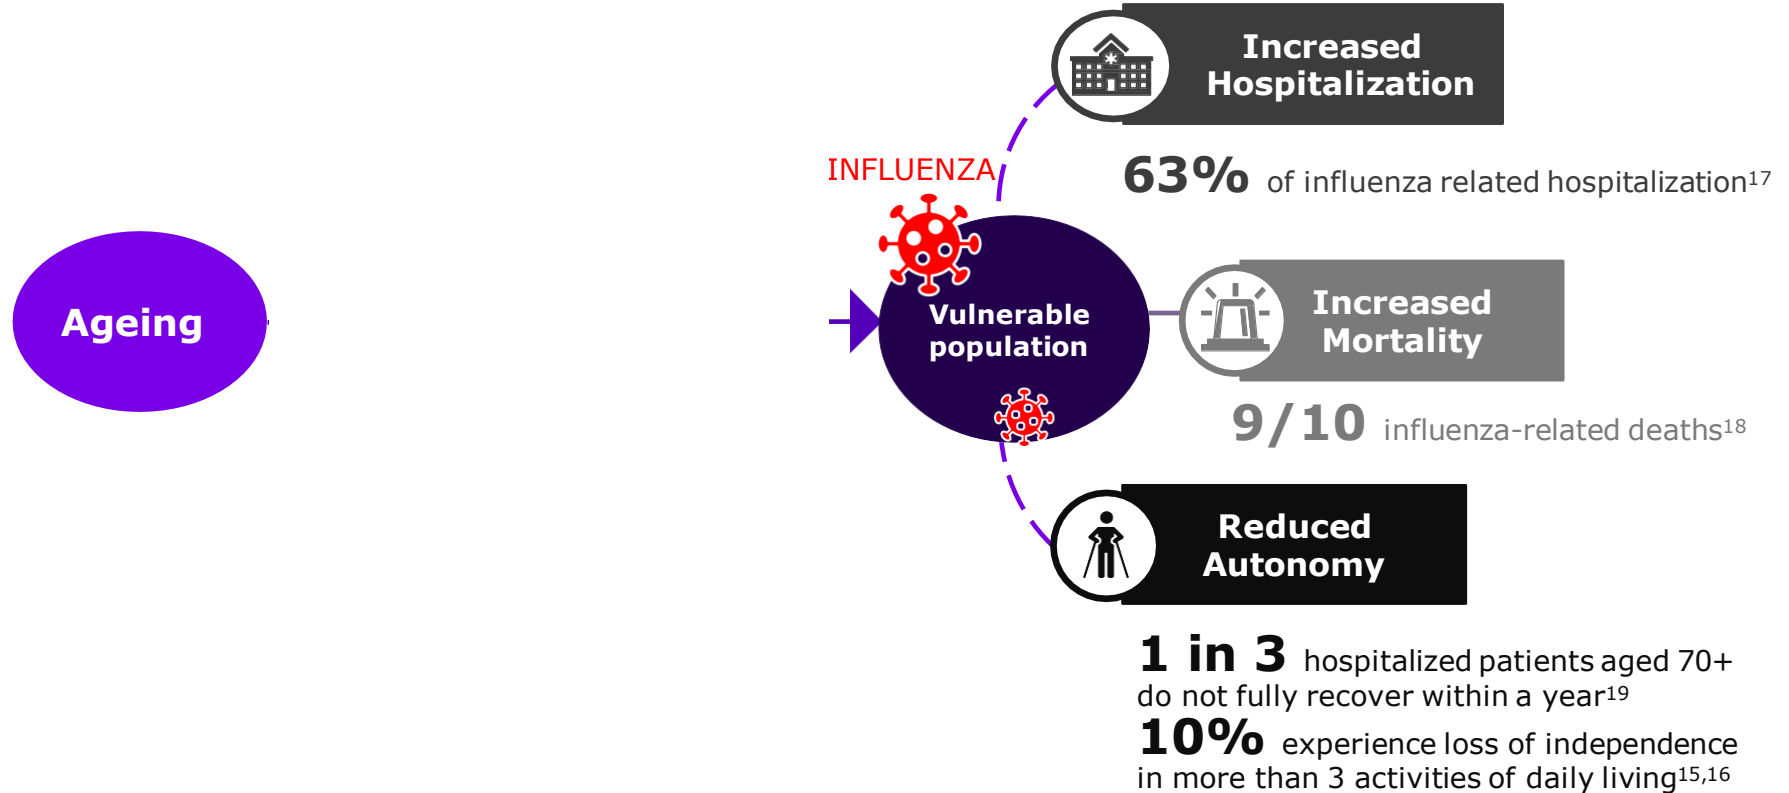 Increased
Hospitalization
63% of influenza related hospitalization17
INFLUENZA
Ageing
Vulnerable
population
Increased
Mortality
9/10 influenza-related deaths18
Reduced
Autonomy
1 in 3 hospitalized patients aged 70+
do not fully recover within a year19
10% experience loss of independence
in more than 3 activities of daily living15,16